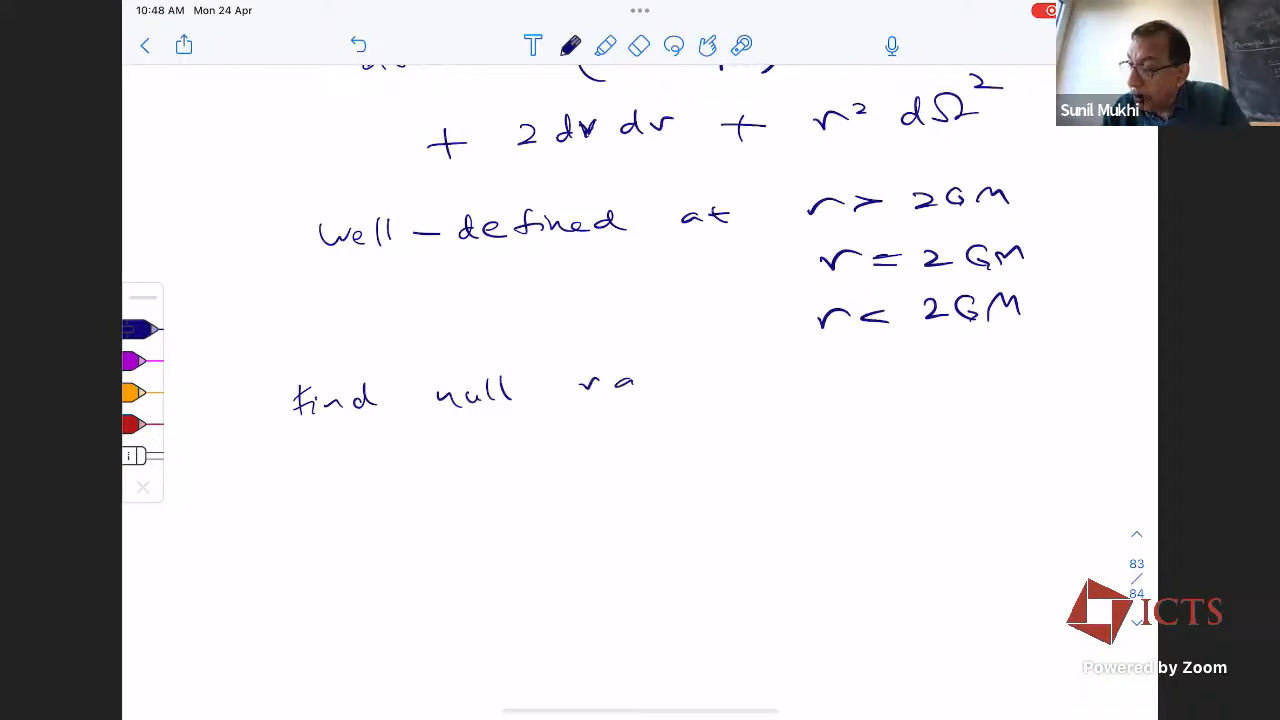 10:48 AM Mon 24 Apr
Sunil Mukhi
+ 2 dv dr + r² dΩ²
well-defined at r > 2GM
r = 2GM
r < 2GM
Find null ra
83
84
ICTS
Powered by Zoom